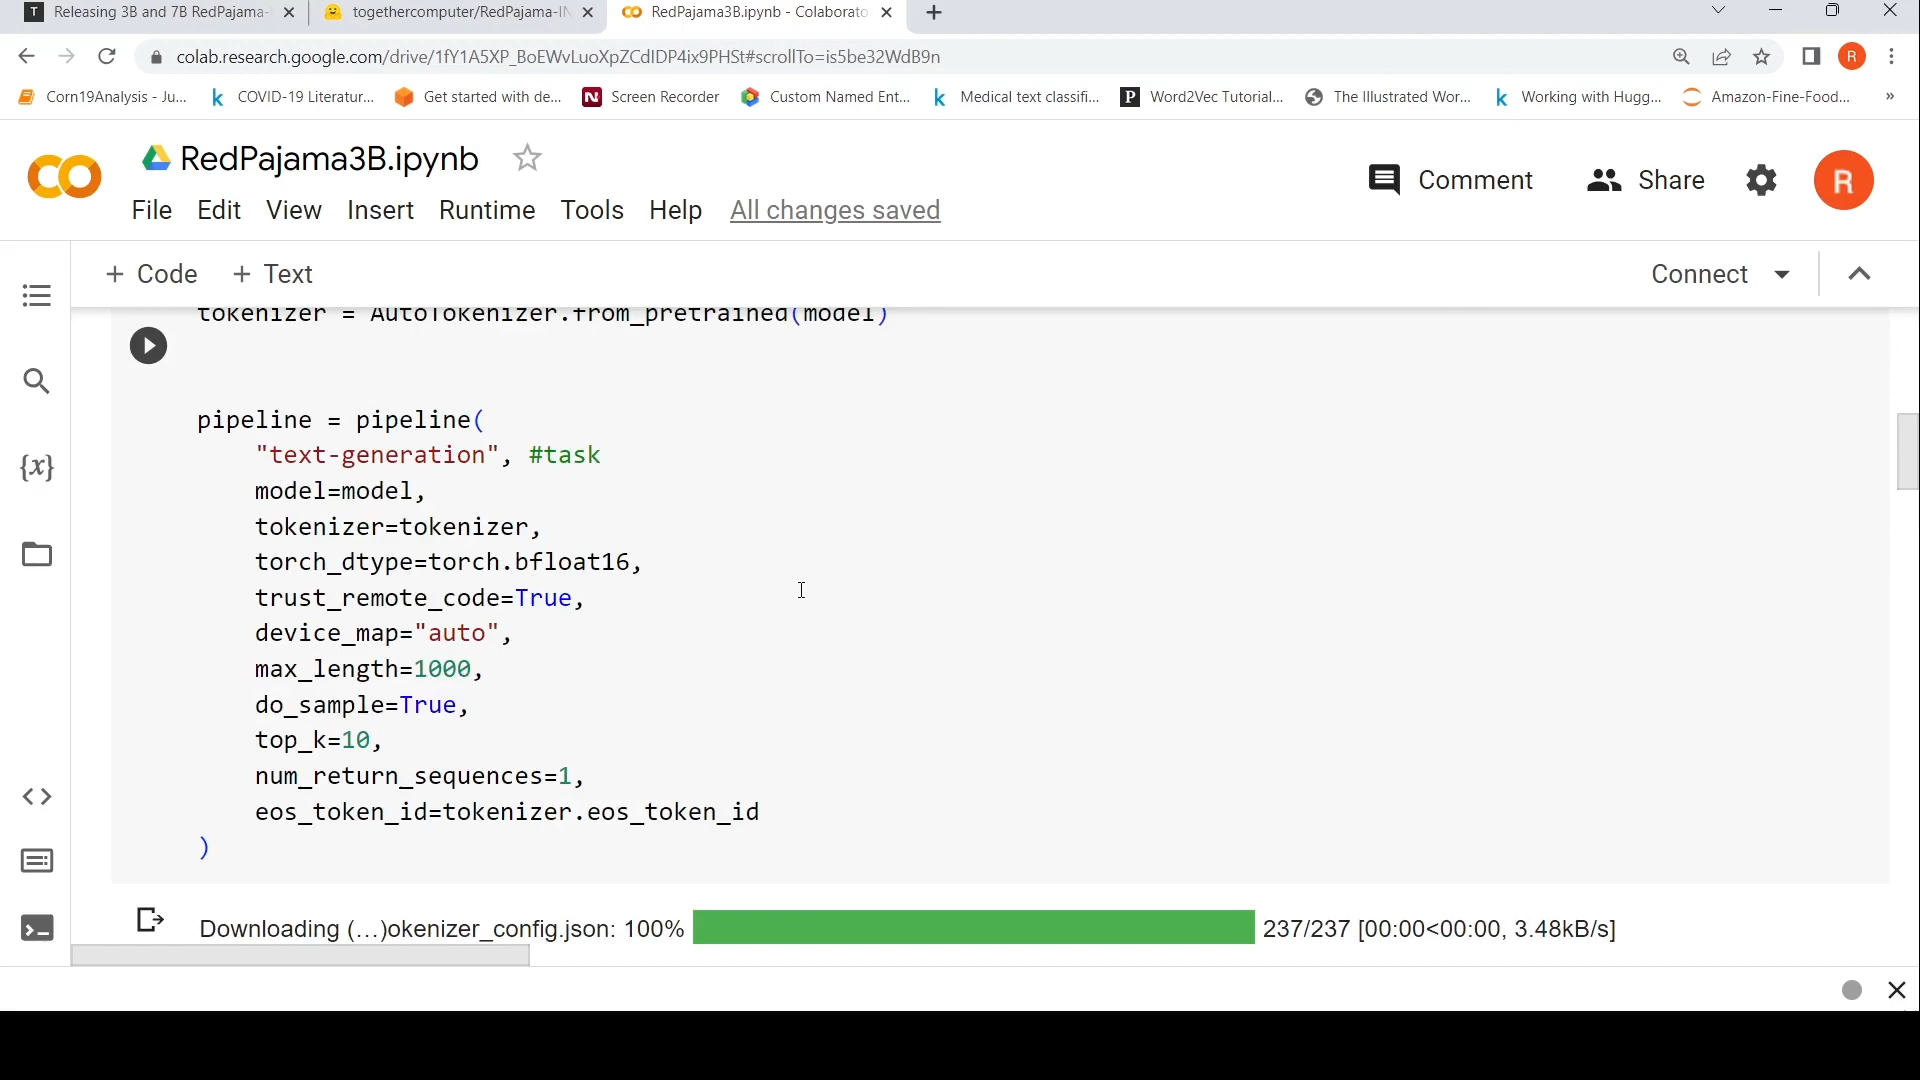 T Releasing 3B and 7B RedPajama-
togethercomputer/RedPajama-IN
RedPajama3B.ipynb - Colaborato
colab.research.google.com/drive/1fY1A5XP_BoEWvLuoXpZCdIDP4ix9PHSt#scrollTo=is5be32WdB9n
R
Corn19Analysis - Ju...
k COVID-19 Literatur...
Get started with de...
N Screen Recorder
Custom Named Ent...
k Medical text classifi...
P Word2Vec Tutorial...
The Illustrated Wor...
k Working with Hugg...
Amazon-Fine-Food...
»
RedPajama3B.ipynb
Comment
Share
R
File Edit View Insert Runtime Tools Help All changes saved
+ Code + Text
Connect
tokenizer = AutoTokenizer.from_pretrained(model)
pipeline = pipeline(
"text-generation", #task
model=model,
tokenizer=tokenizer,
torch_dtype=torch.bfloat16,
trust_remote_code=True,
device_map="auto",
max_length=1000,
do_sample=True,
top_k=10,
num_return_sequences=1,
eos_token_id=tokenizer.eos_token_id
)
{x}
Downloading (...)okenizer_config.json: 100% 237/237 [00:00<00:00, 3.48kB/s]